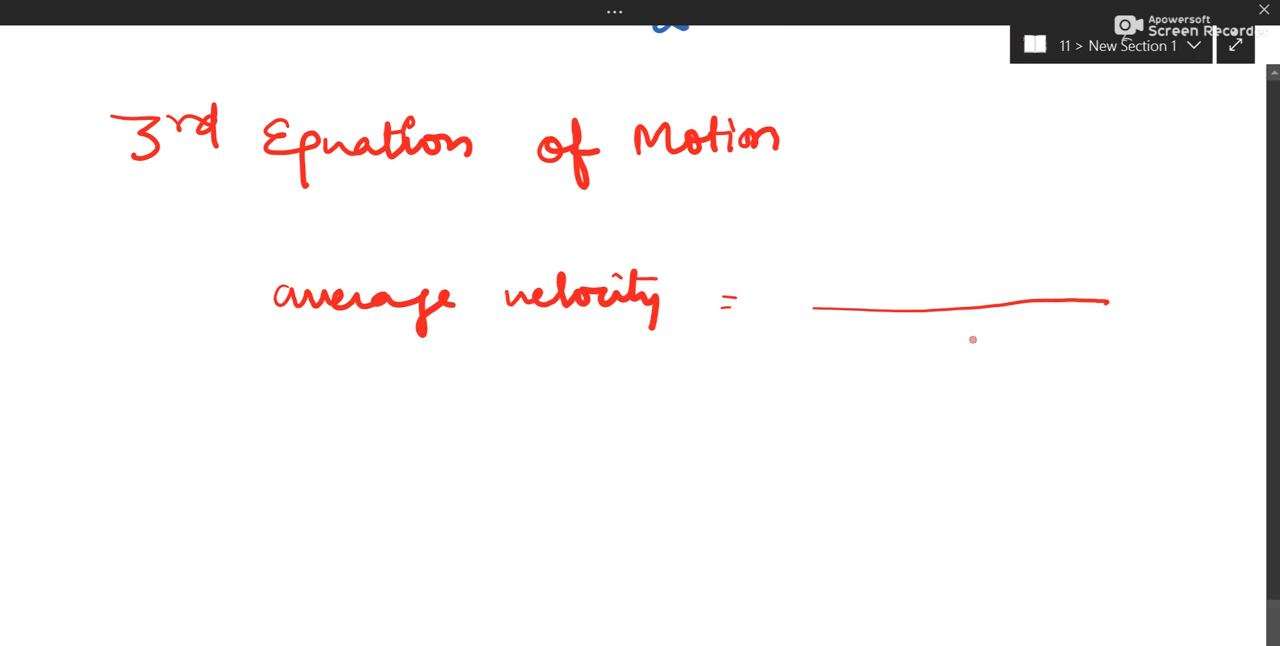 ...
Apowersoft
Screen Recorder
11 > New Section 1
3rd Equation of Motion
average velocity =